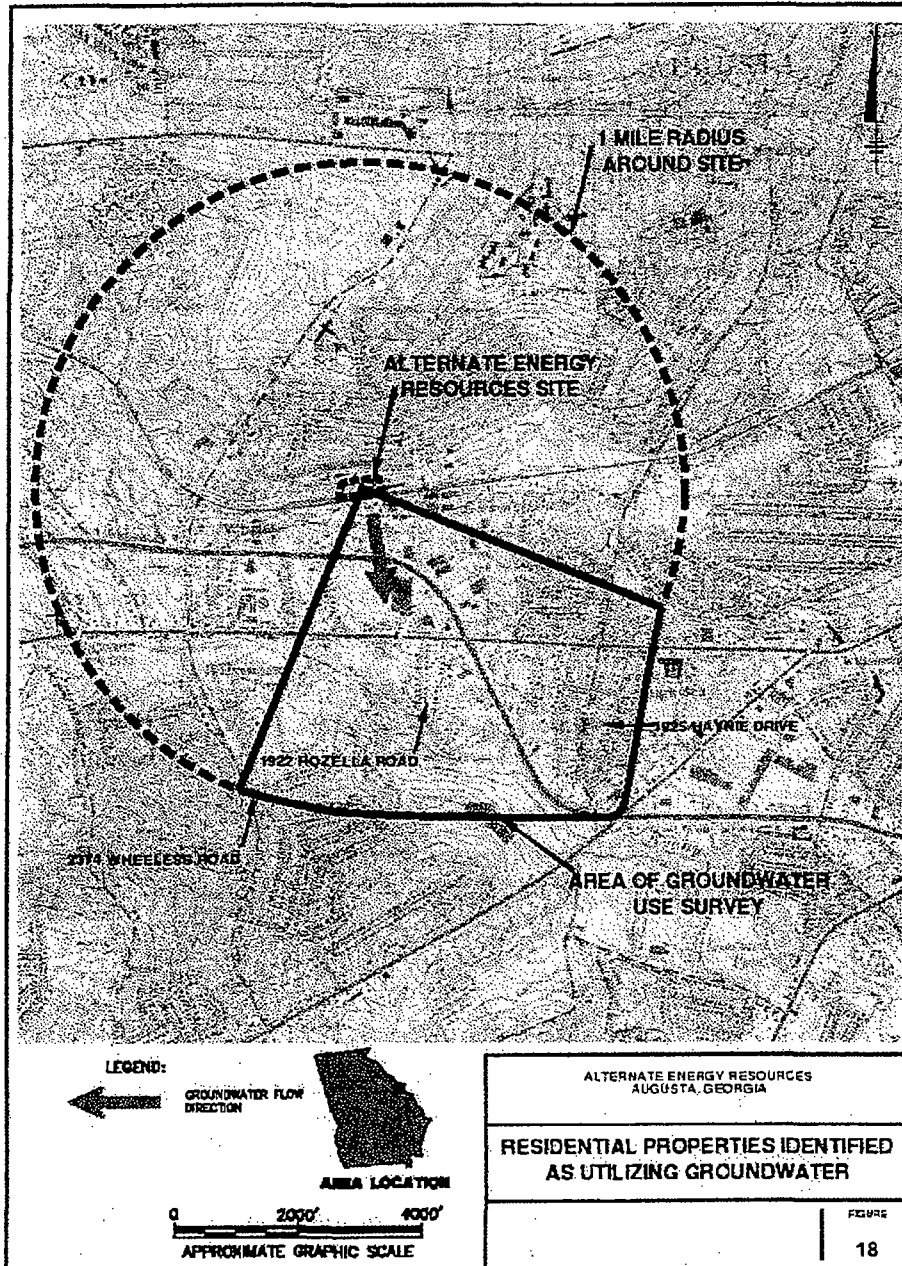 1 MILE RADIUS
AROUND SITE
ALTERNATE ENERGY
RESOURCES SITE
1925 HAYNIE DRIVE
1922 ROZELLA ROAD
WHEELESS ROAD
AREA OF GROUNDWATER
USE SURVEY
LEGEND:
GROUNDWATER FLOW
DIRECTION
AREA LOCATION
0 2000' 4000'
APPROXIMATE GRAPHIC SCALE
ALTERNATE ENERGY RESOURCES
AUGUSTA, GEORGIA
RESIDENTIAL PROPERTIES IDENTIFIED
AS UTILIZING GROUNDWATER
FIGURE
18